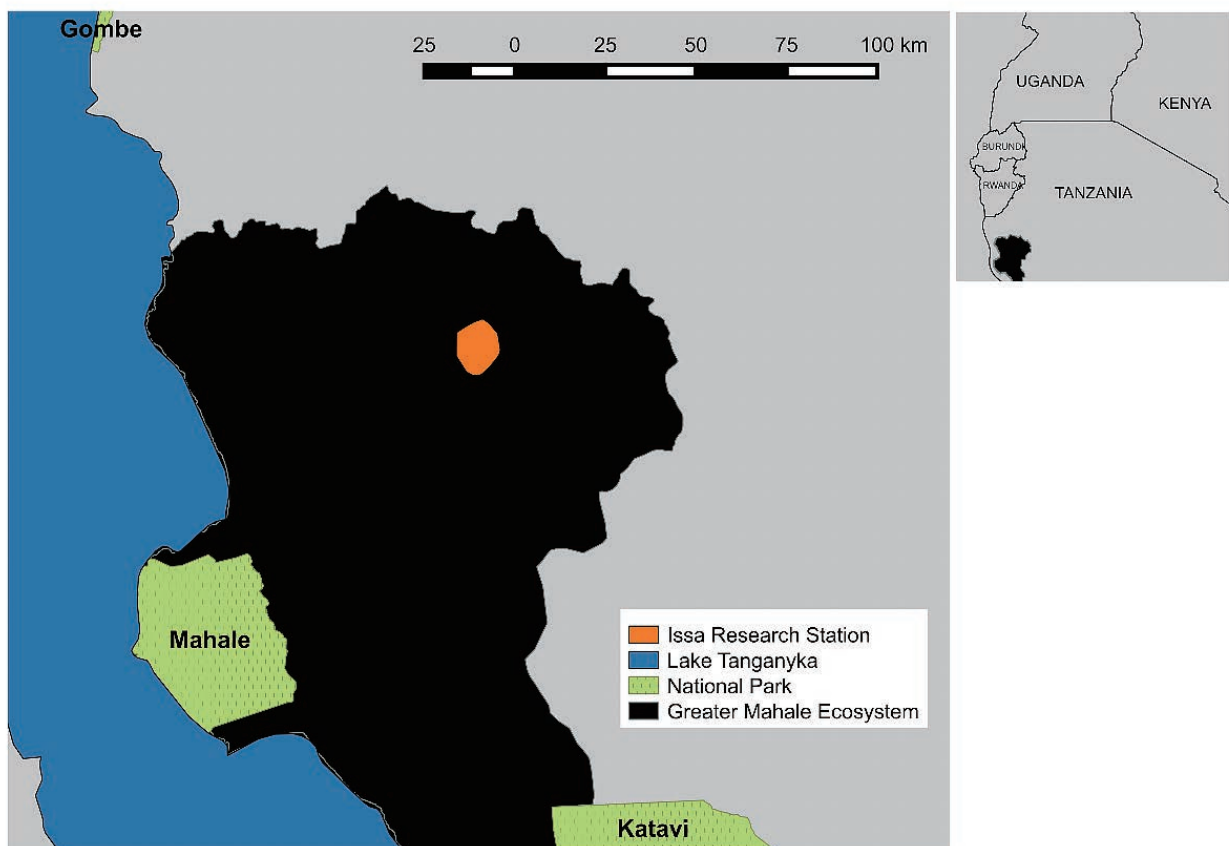 Gombe
25 0 25 50 75 100 km
Mahale
Katavi
Issa Research Station
Lake Tanganyka
National Park
Greater Mahale Ecosystem
UGANDA
KENYA
BURUNDI
RWANDA
TANZANIA